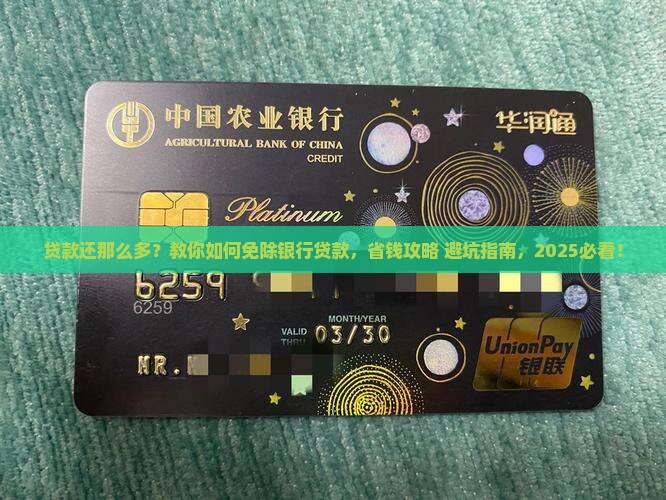 中国农业银行
AGRICULTURAL BANK OF CHINA
CREDIT
华润通
Platinum
贷款还那么多？教你如何免除银行贷款，省钱攻略 避坑指南，2025必看！
6259
6259
MONTH/YEAR
VALID THRU 03/30
MR.
UnionPay
银联